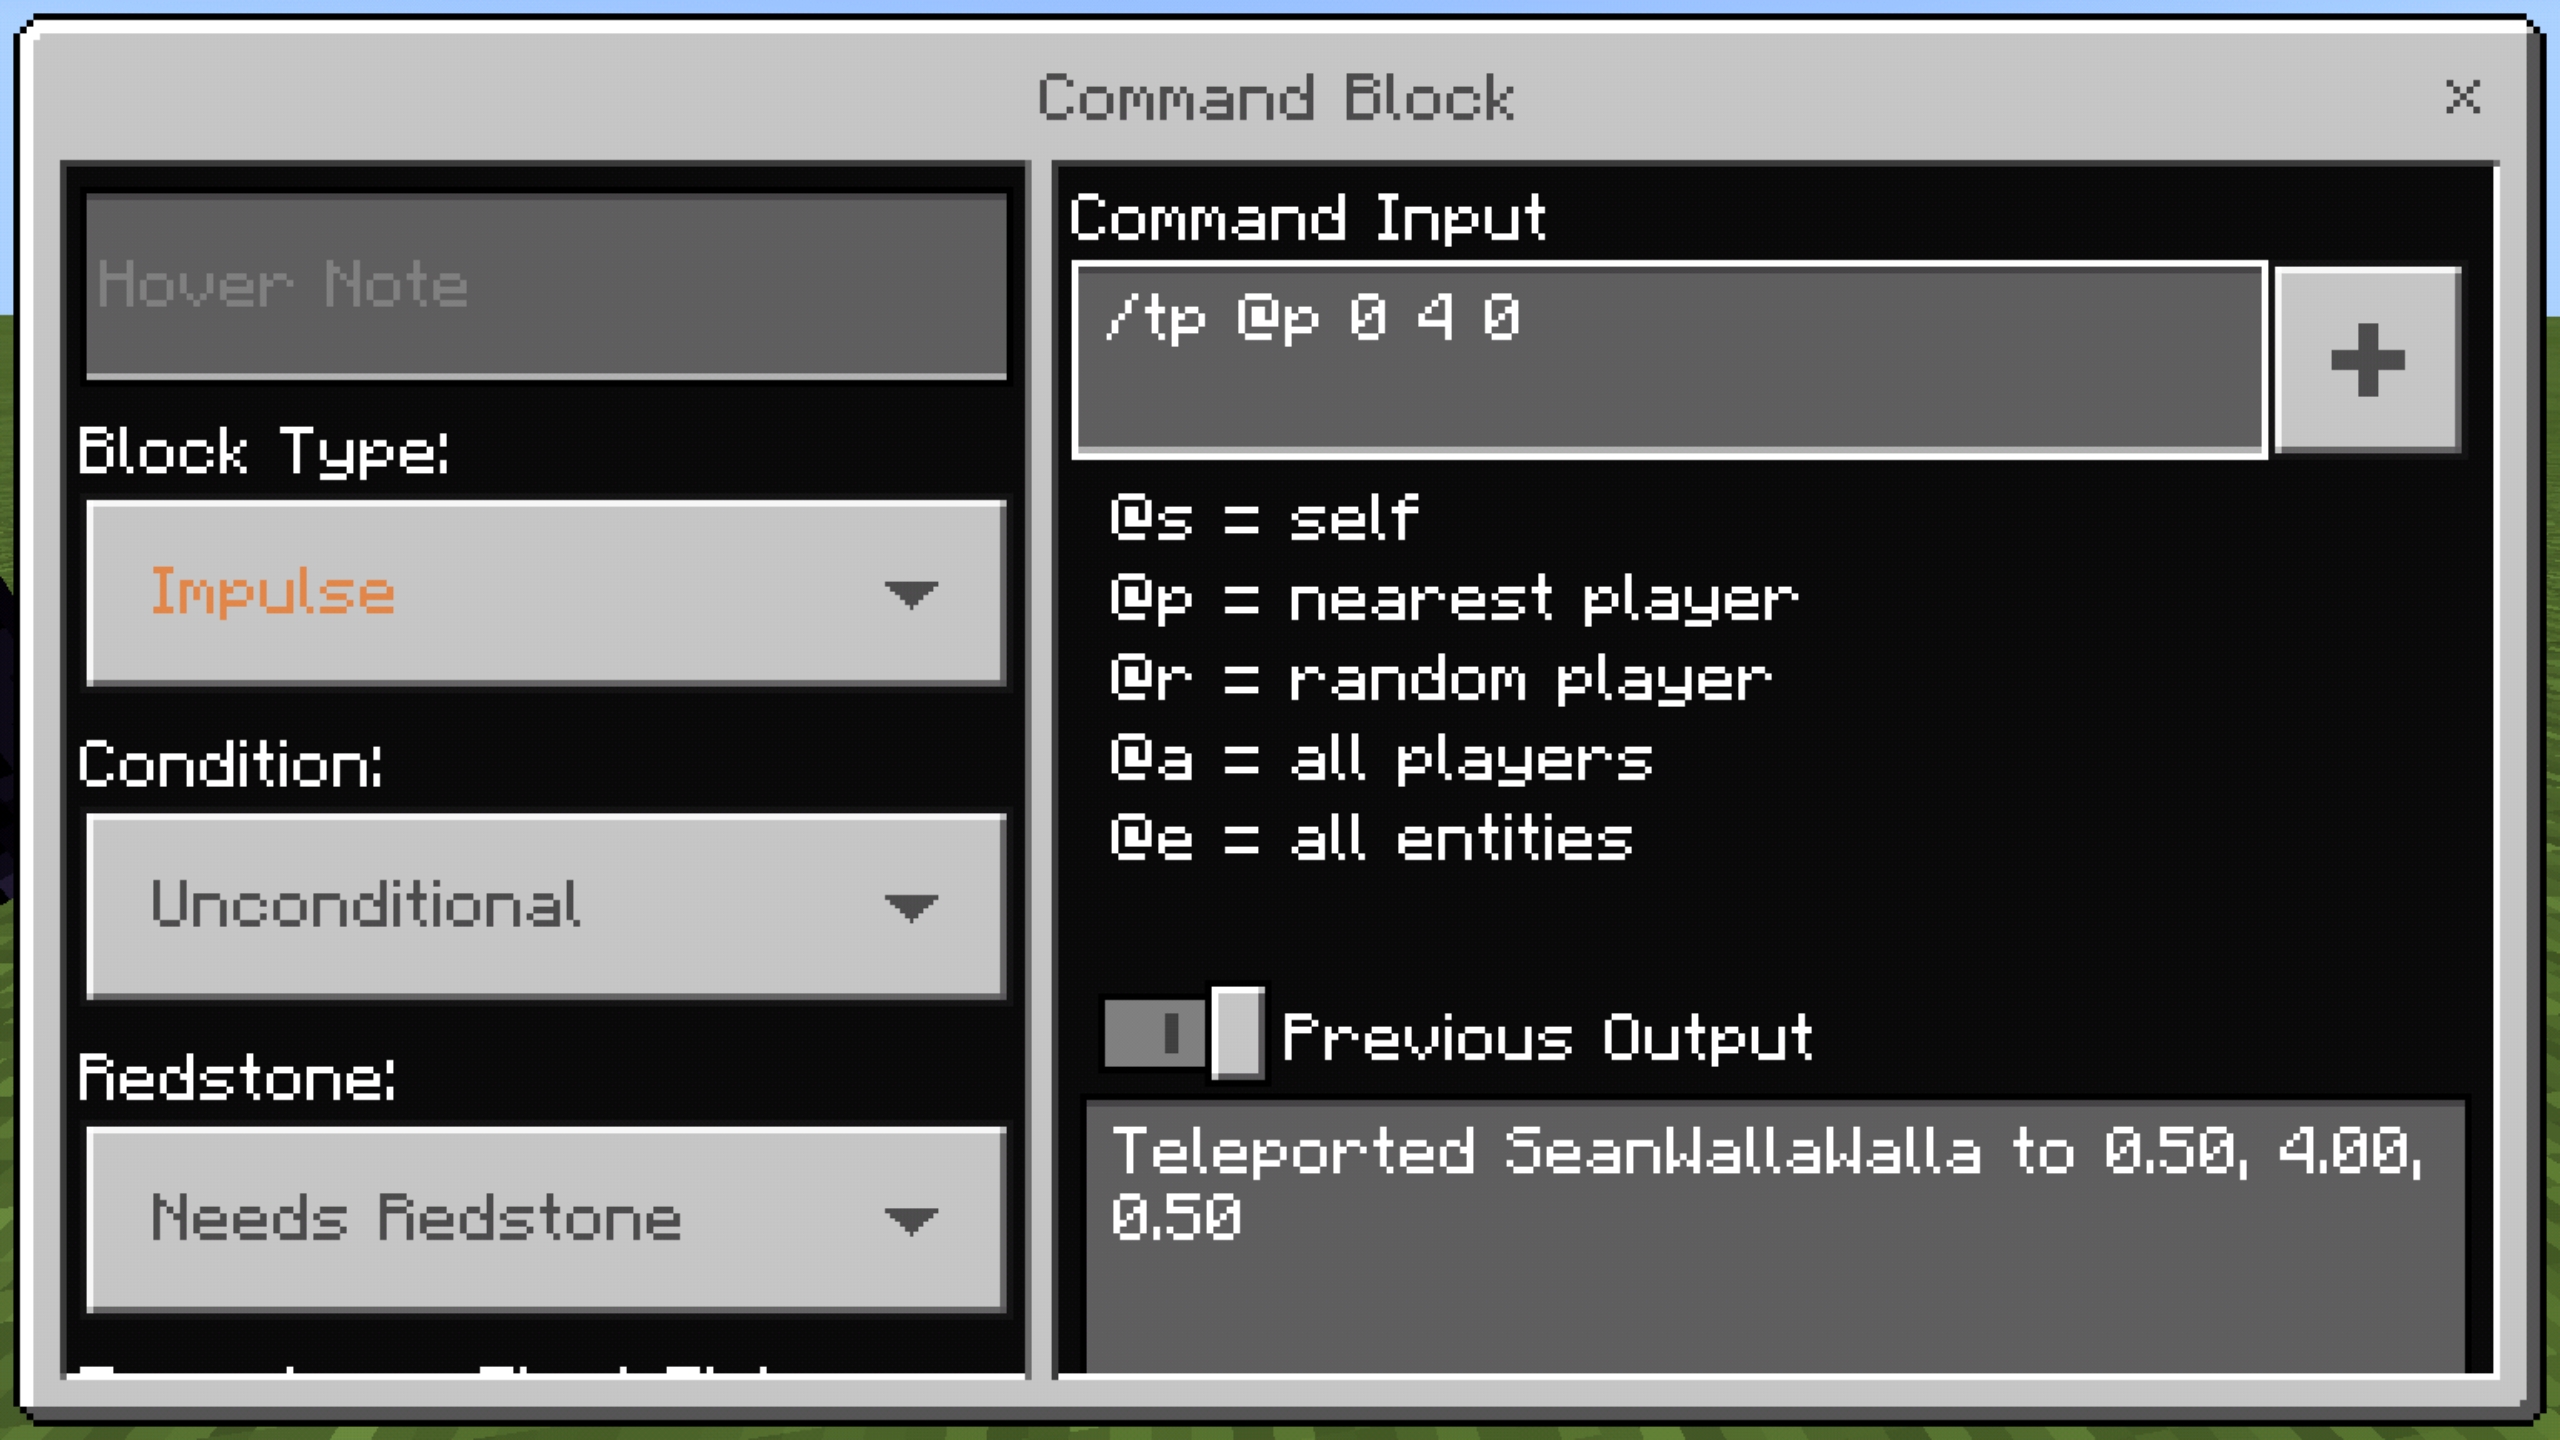 Command Block
Hover Note
Block Type:
Impulse
Condition:
Unconditional
Redstone:
Needs Redstone
Command Input
/tp @p 0 4 0
@s = self
@p = nearest player
@r = random player
@a = all players
@e = all entities
Previous Output
Teleported SeanWallaWalla to 0.50, 4.00,
0.50